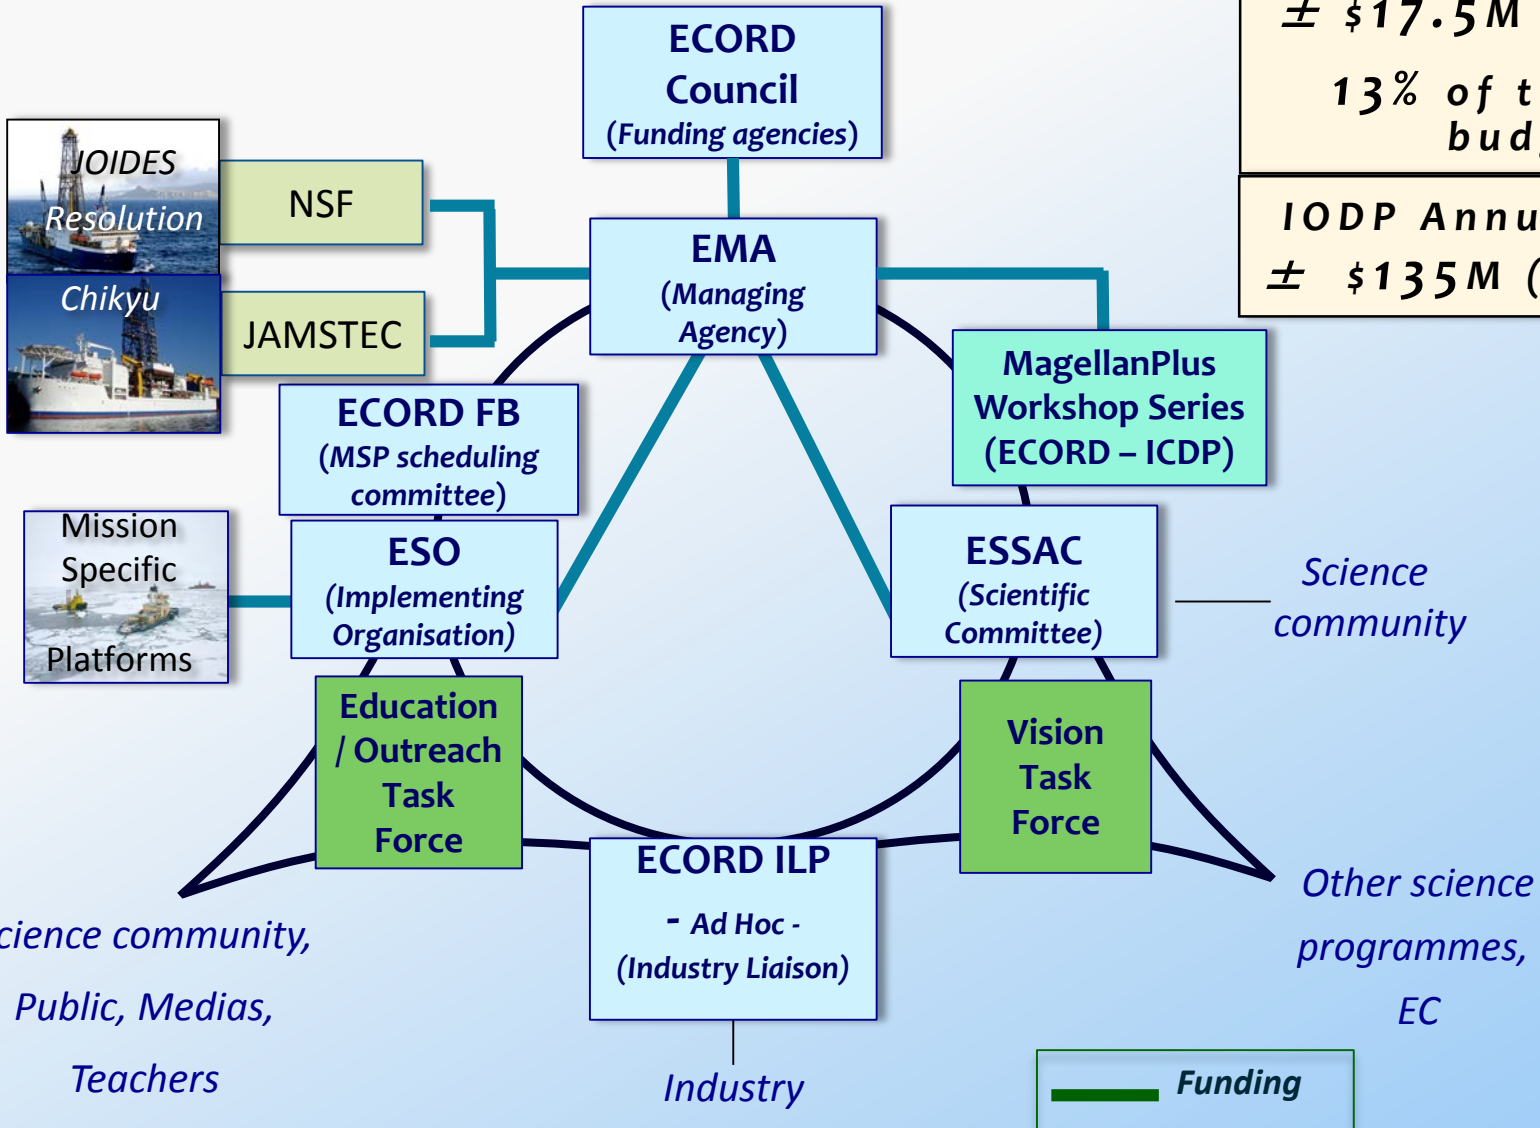 ECORD
Council
(Funding agencies)
± $17.5M
13% of t
bud
IODP Annu
± $135M (
JOIDES
Resolution
NSF
Chikyu
JAMSTEC
EMA
(Managing
Agency)
MagellanPlus
Workshop Series
(ECORD – ICDP)
ECORD FB
(MSP scheduling
committee)
Mission
Specific
Platforms
ESO
(Implementing
Organisation)
ESSAC
(Scientific
Committee)
Science
community
Education
/ Outreach
Task
Force
Vision
Task
Force
ECORD ILP
- Ad Hoc -
(Industry Liaison)
cience community,
Public, Medias,
Teachers
Other science
programmes,
EC
Industry
Funding